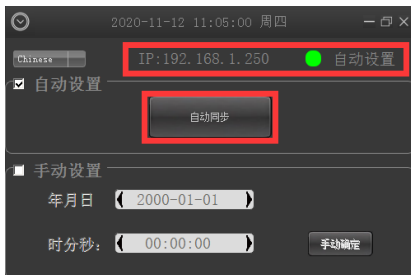 2020-11-12 11:05:00 周四
Chinese IP:192.168.1.250 自动设置
自动设置
自动同步
手动设置
年月日 2000-01-01
时分秒: 00:00:00 手动确定